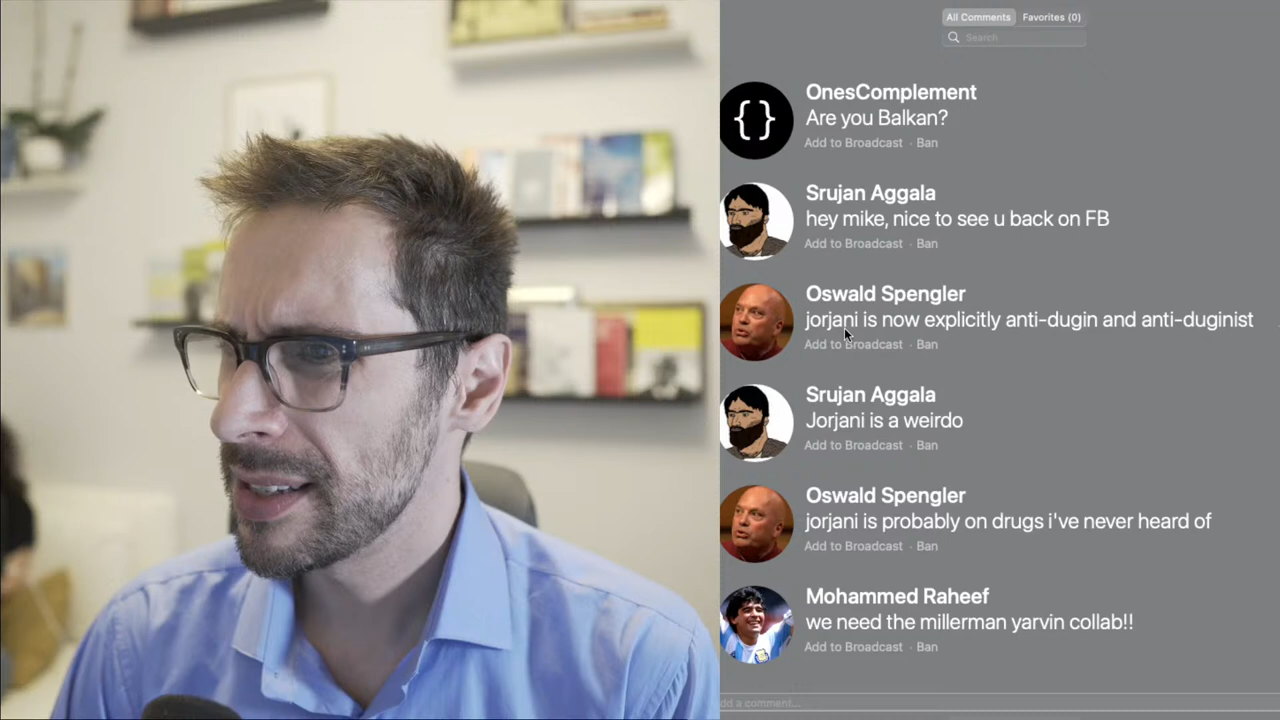 All Comments Favorites (0)
Search
{}
OnesComplement
Are you Balkan?
Add to Broadcast · Ban
Srujan Aggala
hey mike, nice to see u back on FB
Add to Broadcast · Ban
Oswald Spengler
jorjani is now explicitly anti-dugin and anti-duginist
Add to Broadcast · Ban
Srujan Aggala
Jorjani is a weirdo
Add to Broadcast · Ban
Oswald Spengler
jorjani is probably on drugs i've never heard of
Add to Broadcast · Ban
Mohammed Raheef
we need the millerman yarvin collab!!
Add to Broadcast · Ban
dd a comment...